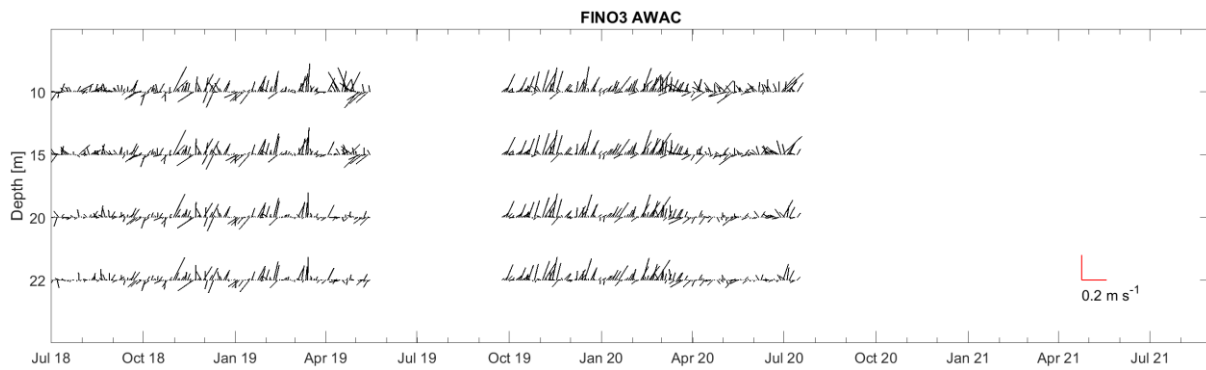 FINO3 AWAC
Depth [m]
10
15
20
22
0.2 m s⁻¹
Jul 18 Oct 18 Jan 19 Apr 19 Jul 19 Oct 19 Jan 20 Apr 20 Jul 20 Oct 20 Jan 21 Apr 21 Jul 21